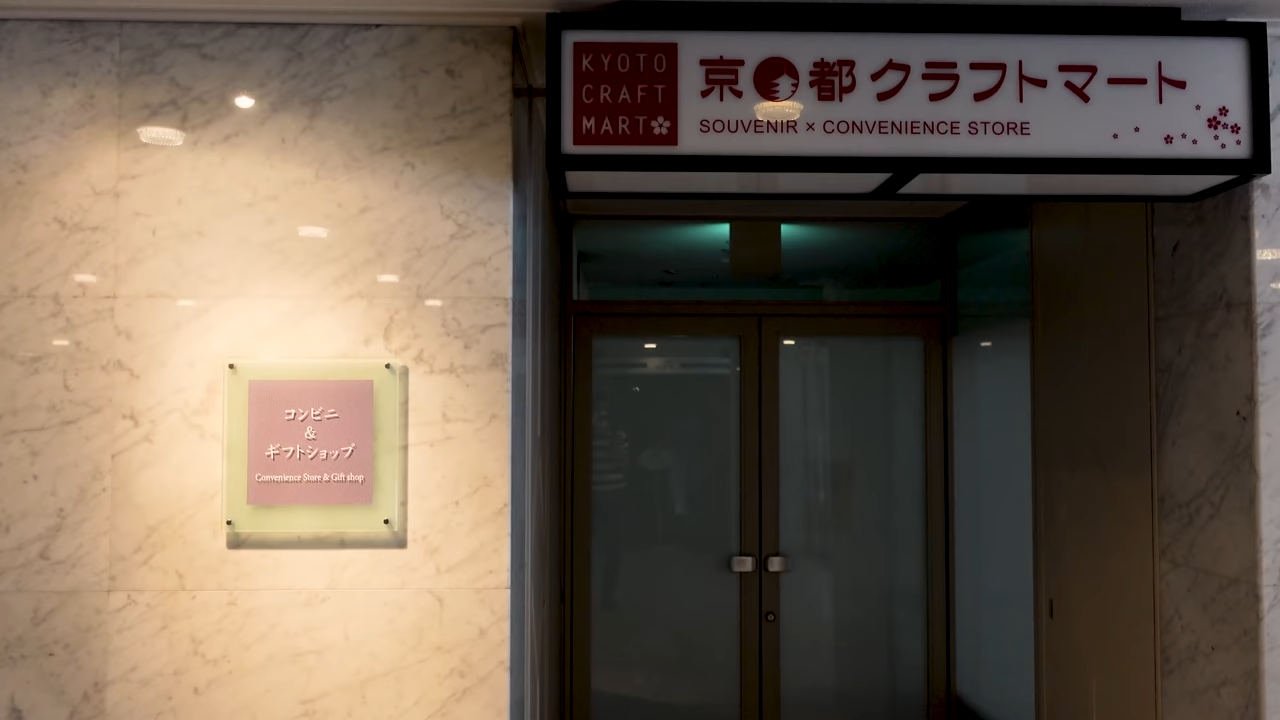 KYOTO
CRAFT
MART
京都クラフトマート
SOUVENIR × CONVENIENCE STORE
コンビニ
&
ギフトショップ
Convenience Store & Gift shop